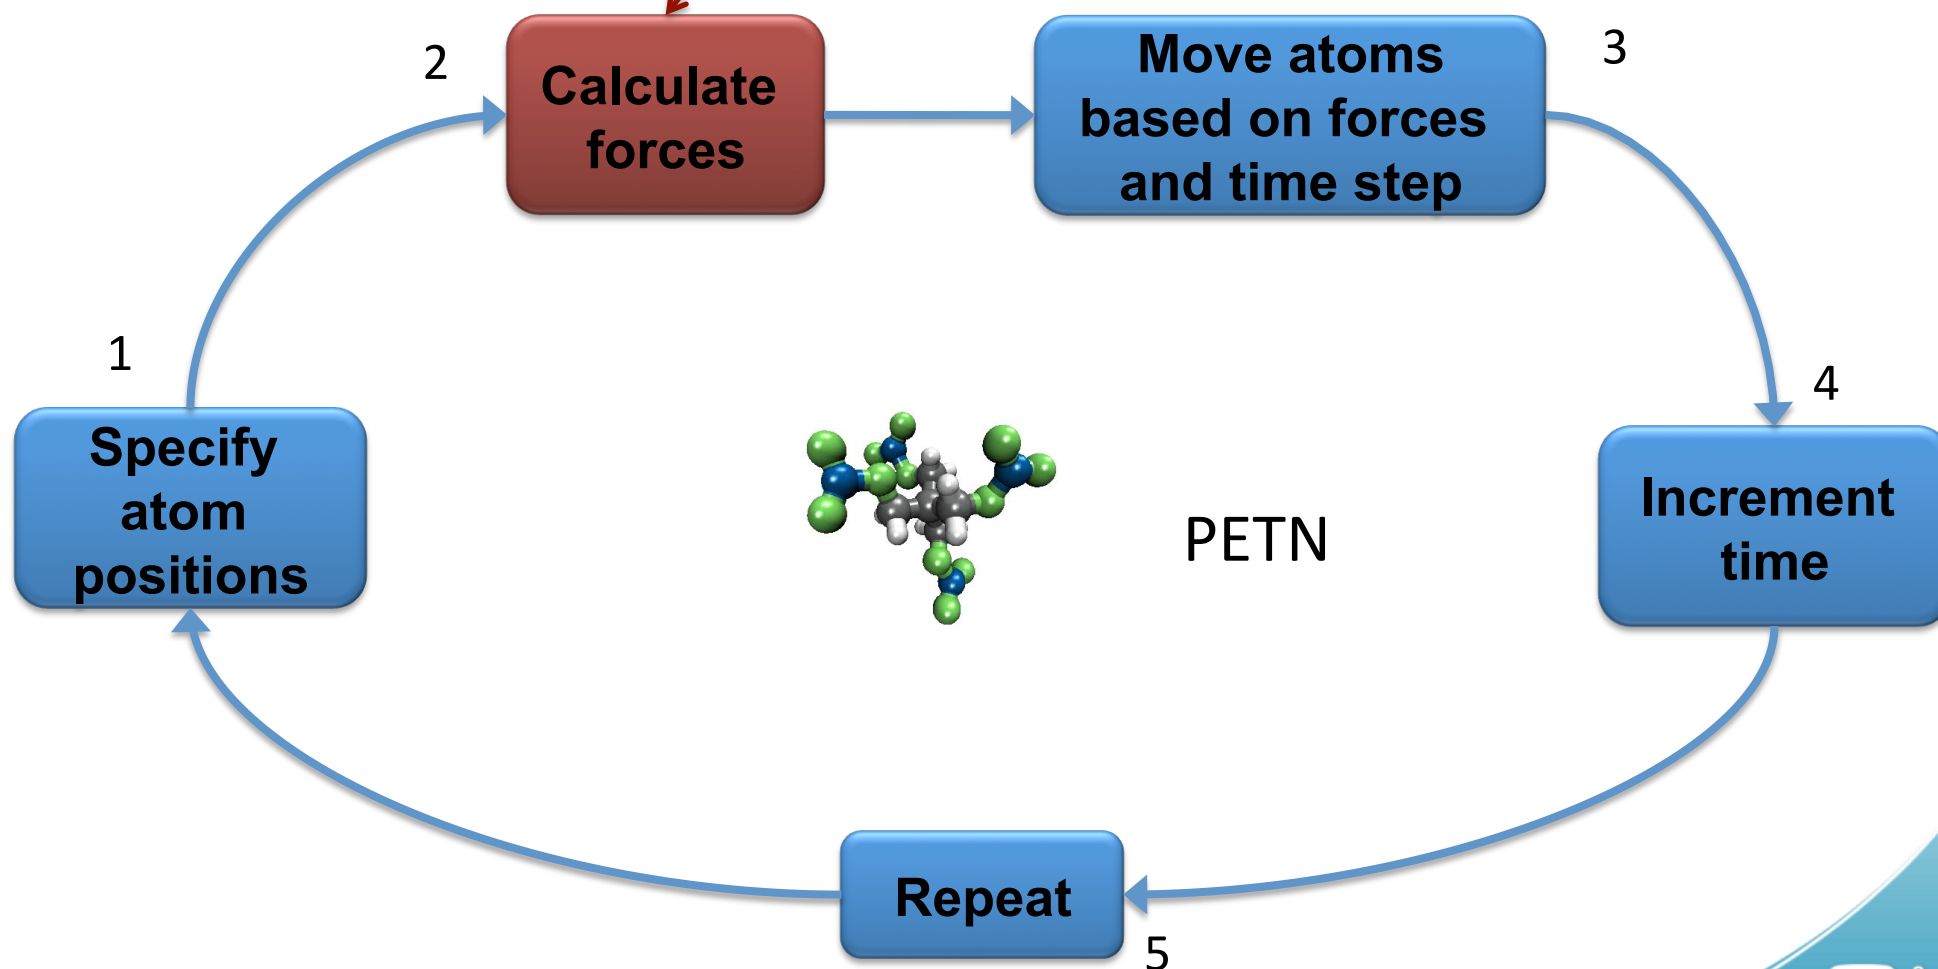 1
Specify
atom
positions
2
Calculate
forces
3
Move atoms
based on forces
and time step
4
Increment
time
5
Repeat
PETN